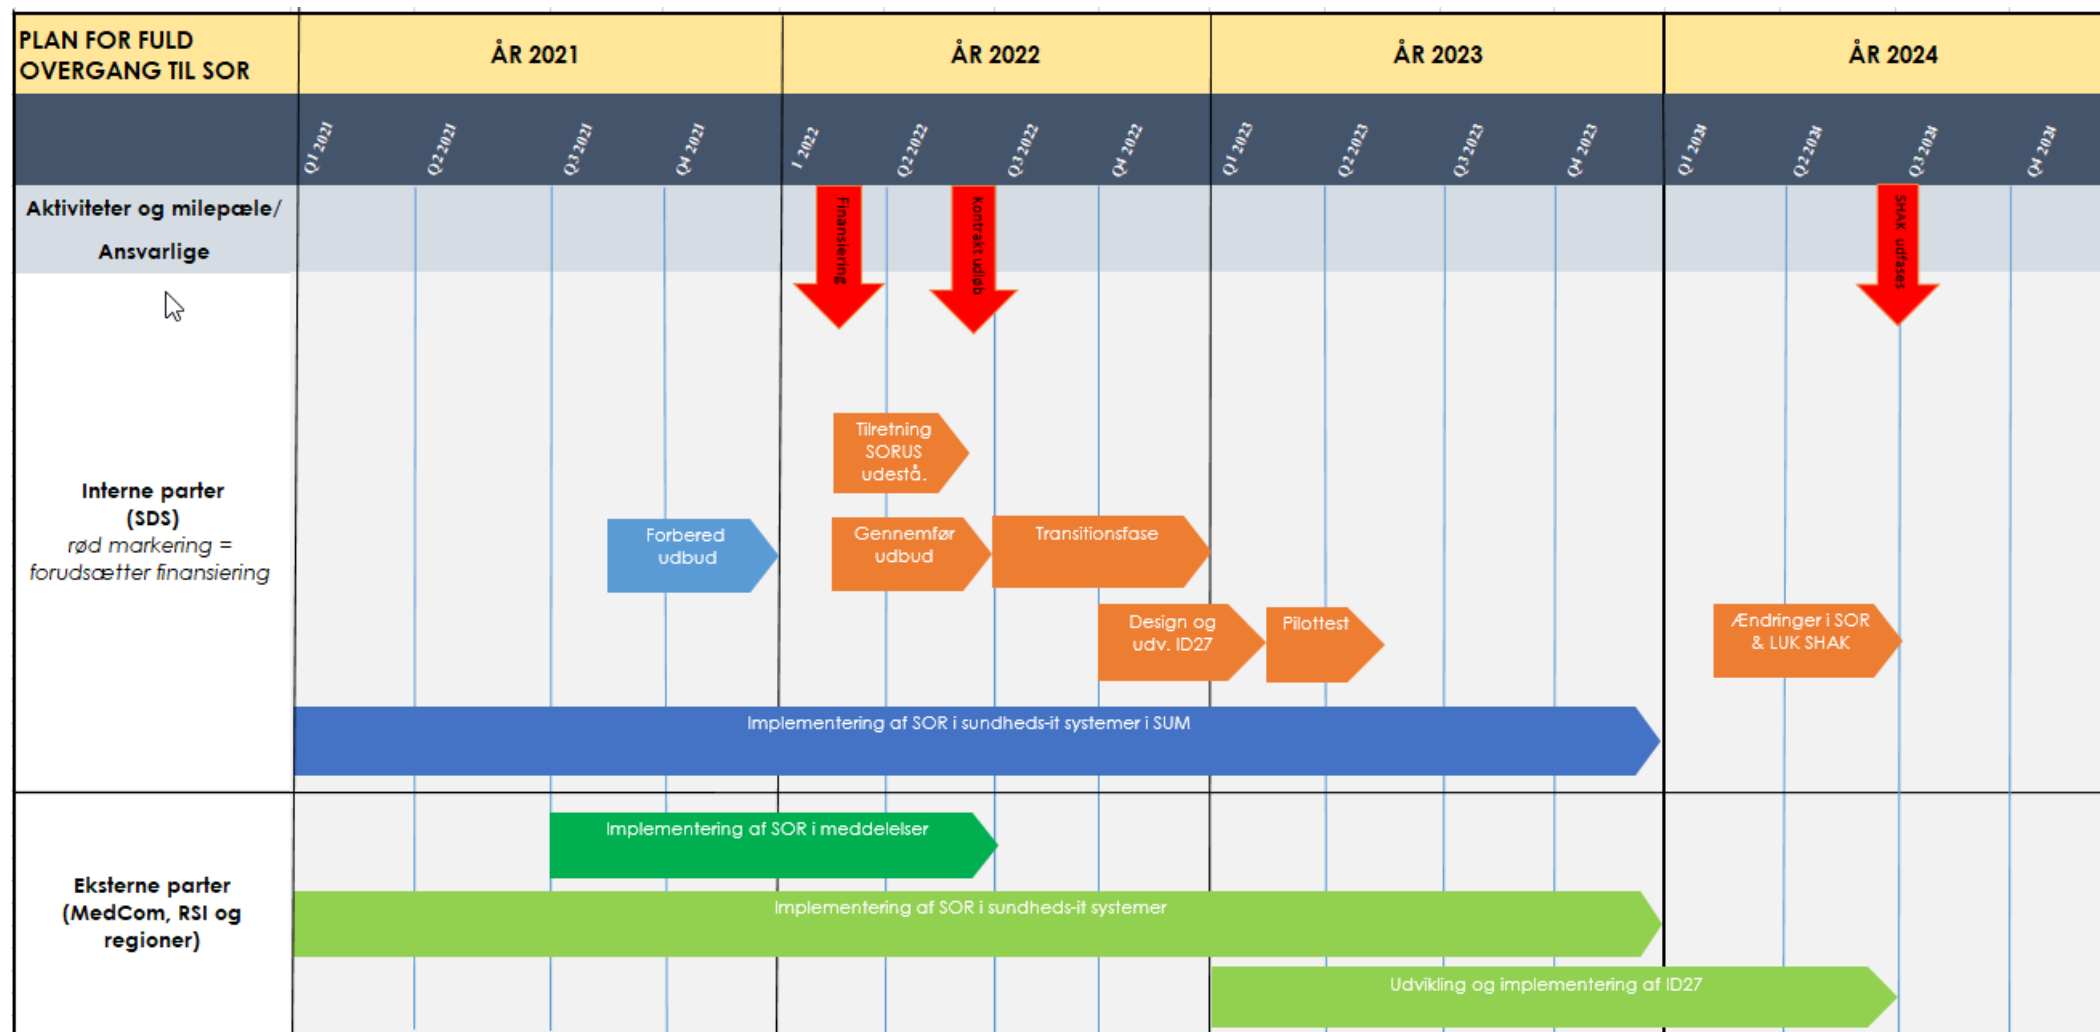 PLAN FOR FULD
OVERGANG TIL SOR
ÅR 2021
ÅR 2022
ÅR 2023
ÅR 2024
Q1 2021
Q2 2021
Q3 2021
Q4 2021
1 2022
Q2 2022
Q3 2022
Q4 2022
Q1 2023
Q2 2023
Q3 2023
Q4 2023
Q1 2024
Q2 2024
Q3 2024
Q4 2024
Aktiviteter og milepæle/
Ansvarlige
Finansiering
Kontrakt udløb
SHAK udfases
Interne parter
(SDS)
rød markering =
forudsætter finansiering
Tilretning
SORUS
udestå.
Forbered
udbud
Gennemfør
udbud
Transitionsfase
Design og
udv. ID27
Pilottest
Ændringer i SOR
& LUK SHAK
Implementering af SOR i sundheds-it systemer i SUM
Eksterne parter
(MedCom, RSI og
regioner)
Implementering af SOR i meddelelser
Implementering af SOR i sundheds-it systemer
Udvikling og implementering af ID27